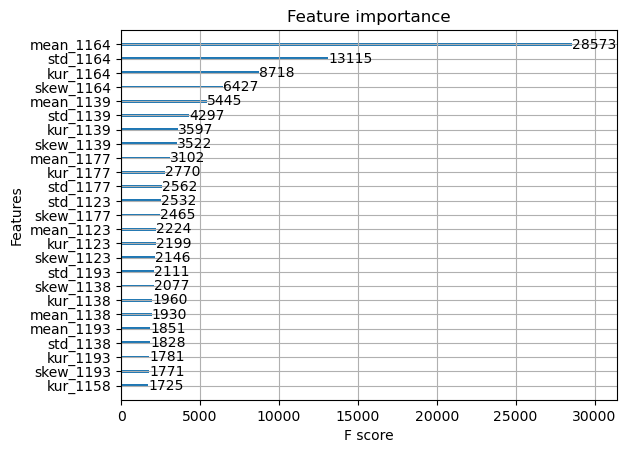 Feature importance
mean_1164 28573
std_1164 13115
kur_1164 8718
skew_1164 6427
mean_1139 5445
std_1139 4297
kur_1139 3597
skew_1139 3522
mean_1177 3102
kur_1177 2770
std_1177 2562
std_1123 2532
skew_1177 2465
mean_1123 2224
kur_1123 2199
skew_1123 2146
std_1193 2111
skew_1138 2077
kur_1138 1960
mean_1138 1930
mean_1193 1851
std_1138 1828
kur_1193 1781
skew_1193 1771
kur_1158 1725
Features
0 5000 10000 15000 20000 25000 30000
F score